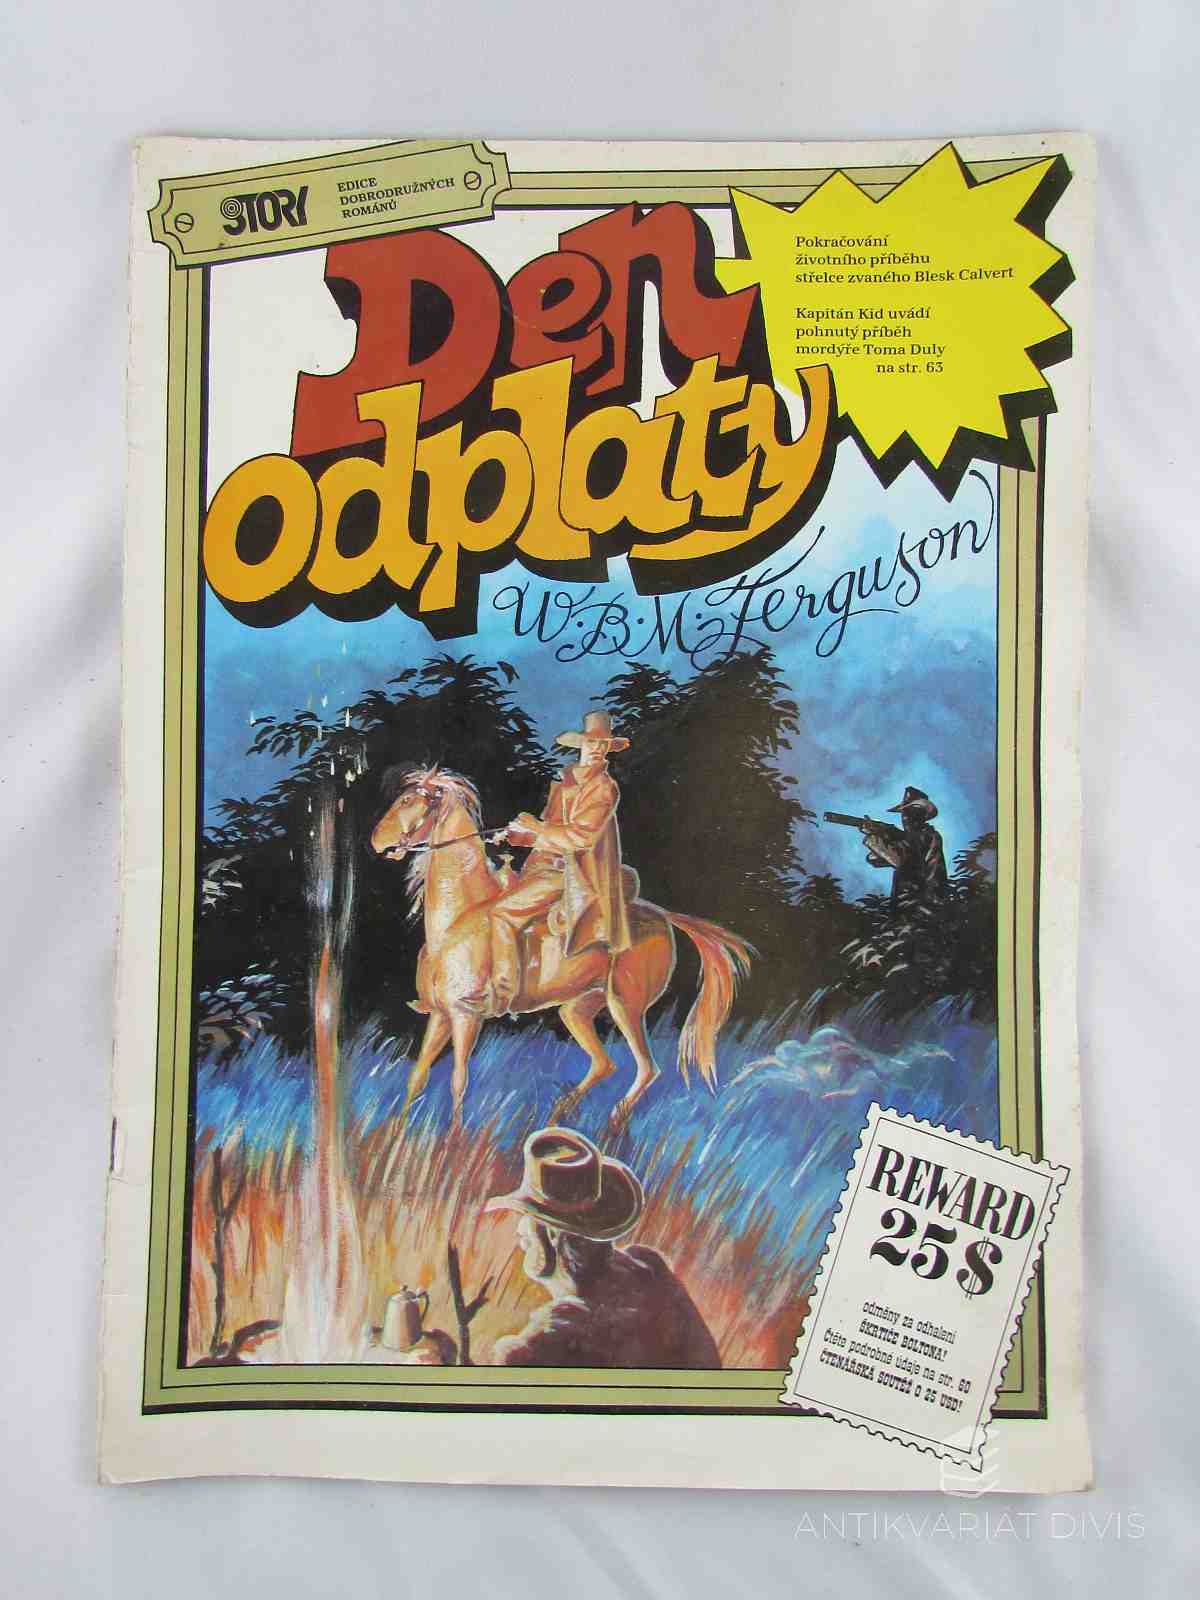 STORY
EDICE
DOBRODRUŽNÝCH
ROMÁNŮ
Den
odplaty
W.B.M. Ferguson
Pokračování
životního příběhu
střelce zvaného Blesk Calvert
Kapitán Kid uvádí
pohnutý příběh
mordýře Toma Duly
na str. 63
REWARD
25$
odměny za odhalení
ŠKRTIČE BOLTONA!
Čtěte podrobné údaje na str. 60
ČTENÁŘSKÁ SOUTĚŽ O 25 USD!
ANTIKVARIÁT DIVIŠ